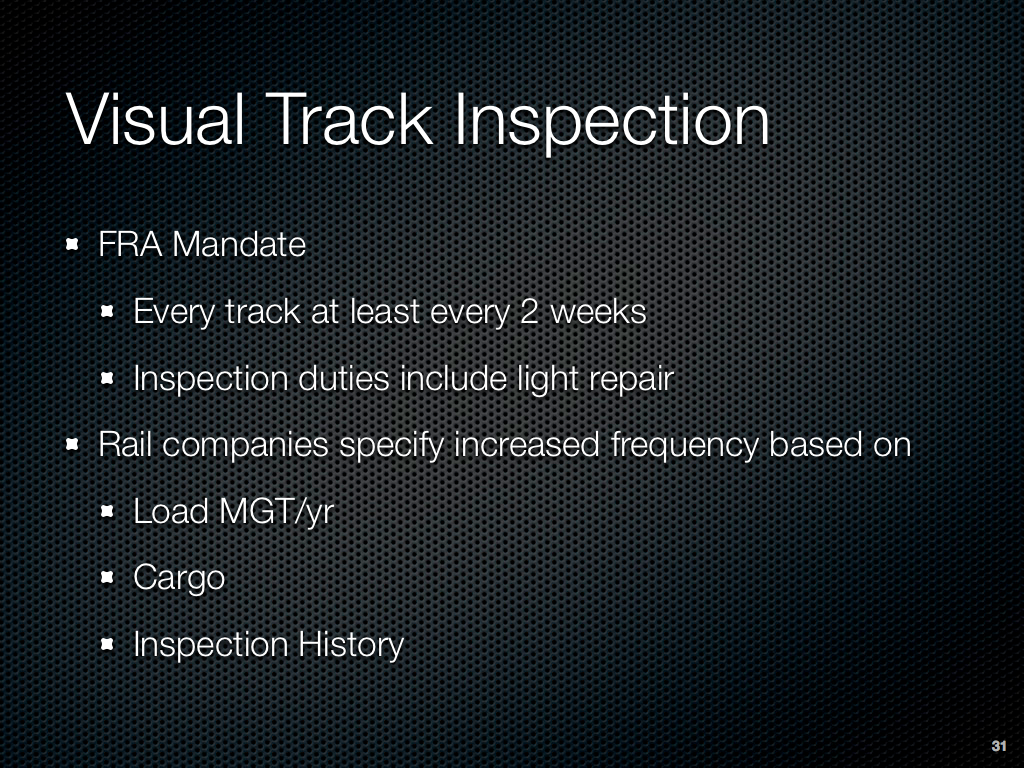 Visual Track Inspection
FRA Mandate
Every track at least every 2 weeks
Inspection duties include light repair
Rail companies specify increased frequency based on
Load MGT/yr
Cargo
Inspection History
31